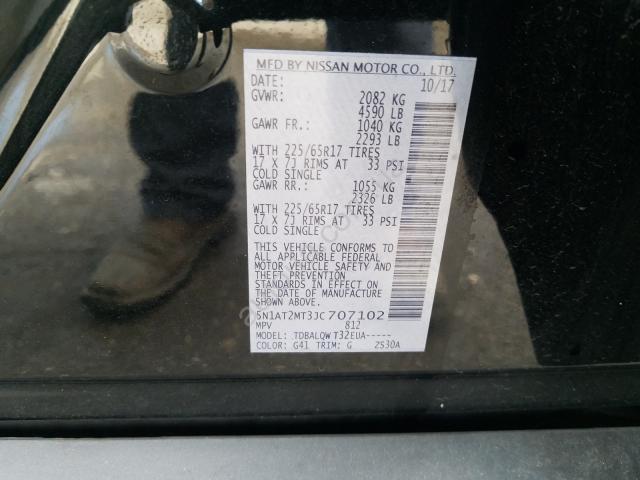 MFD BY NISSAN MOTOR CO., LTD.
DATE: 10/17
GVWR: 2082 KG
4590 LB
GAWR FR.: 1040 KG
2293 LB
WITH 225/65R17 TIRES
17 X 7J RIMS AT 33 PSI
COLD SINGLE
GAWR RR.: 1055 KG
2326 LB
WITH 225/65R17 TIRES
17 X 7J RIMS AT 33 PSI
COLD SINGLE
THIS VEHICLE CONFORMS TO
ALL APPLICABLE FEDERAL
MOTOR VEHICLE SAFETY AND
THEFT PREVENTION
STANDARDS IN EFFECT ON
THE DATE OF MANUFACTURE
SHOWN ABOVE.
5N1AT2MT3JC707102
MPV 812
MODEL: TDBALQWT32EUA-----
COLOR: G41 TRIM: G 2530A